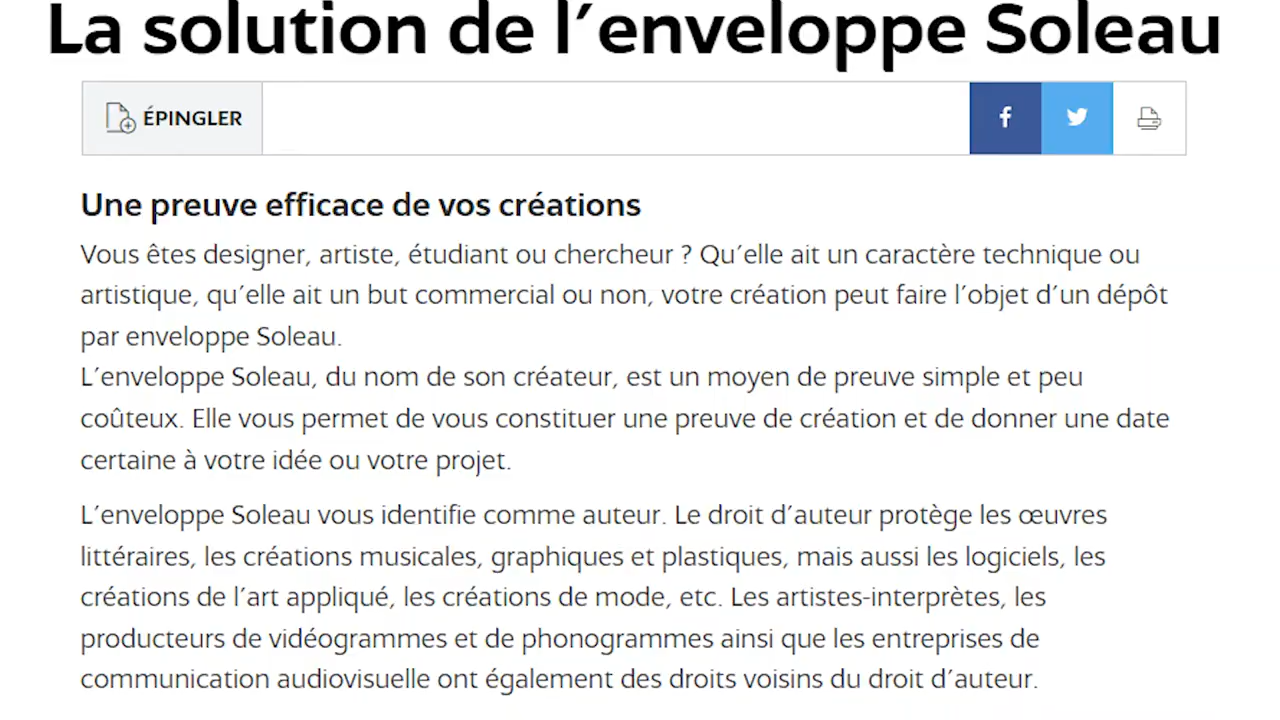 La solution de l’enveloppe Soleau
ÉPINGLER
Une preuve efficace de vos créations
Vous êtes designer, artiste, étudiant ou chercheur ? Qu’elle ait un caractère technique ou
artistique, qu’elle ait un but commercial ou non, votre création peut faire l’objet d’un dépôt
par enveloppe Soleau.
L’enveloppe Soleau, du nom de son créateur, est un moyen de preuve simple et peu
coûteux. Elle vous permet de vous constituer une preuve de création et de donner une date
certaine à votre idée ou votre projet.
L’enveloppe Soleau vous identifie comme auteur. Le droit d’auteur protège les œuvres
littéraires, les créations musicales, graphiques et plastiques, mais aussi les logiciels, les
créations de l’art appliqué, les créations de mode, etc. Les artistes-interprètes, les
producteurs de vidéogrammes et de phonogrammes ainsi que les entreprises de
communication audiovisuelle ont également des droits voisins du droit d’auteur.